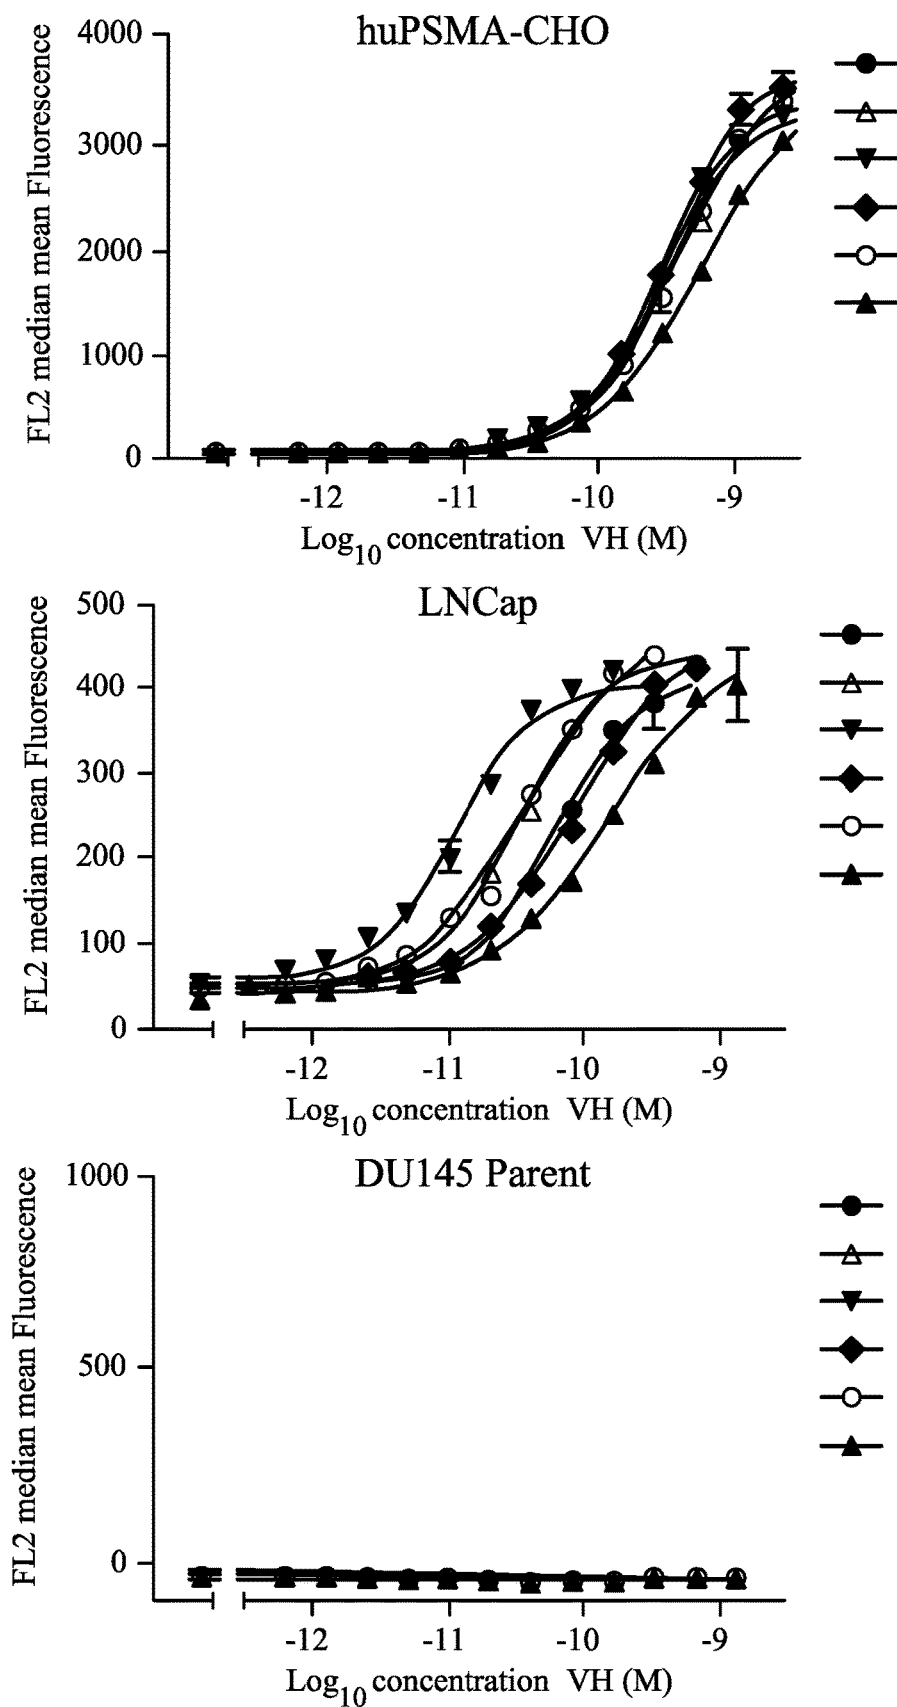 huPSMA-CHO
FL2 median mean Fluorescence
4000
3000
2000
1000
0
-12 -11 -10 -9
Log10 concentration VH (M)
LNCap
FL2 median mean Fluorescence
500
400
300
200
100
0
-12 -11 -10 -9
Log10 concentration VH (M)
DU145 Parent
FL2 median mean Fluorescence
1000
500
0
-12 -11 -10 -9
Log10 concentration VH (M)